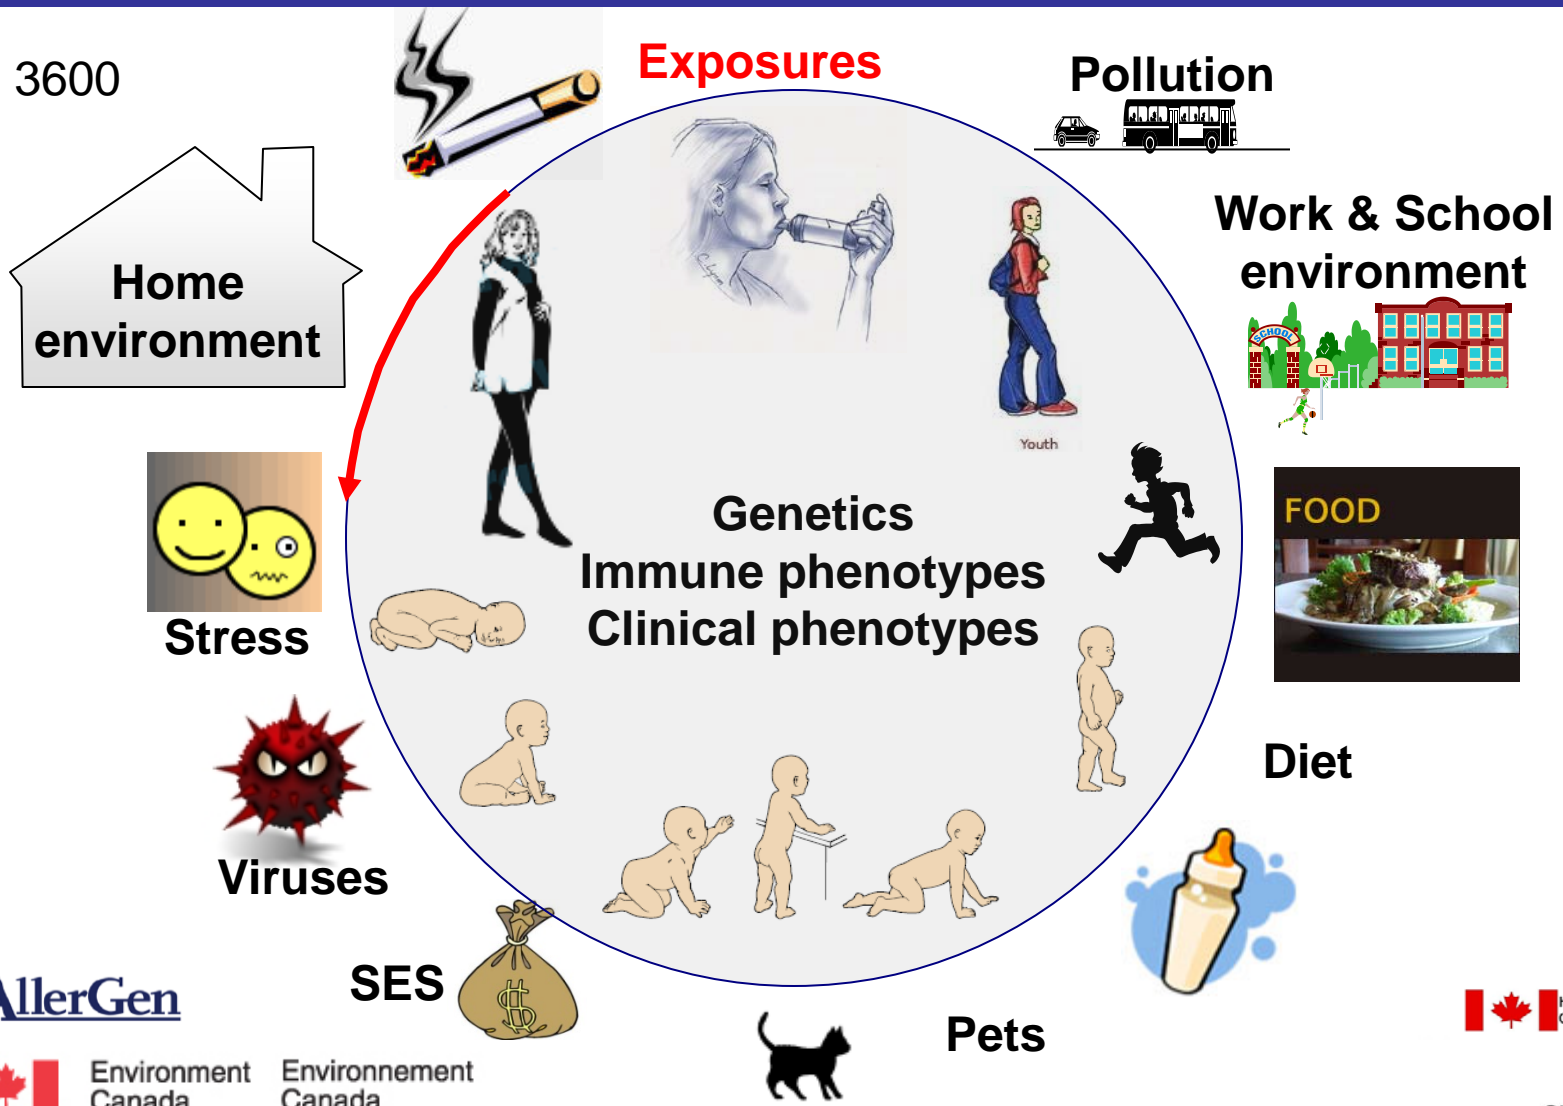 3600
Exposures
Pollution
Work & School
environment
SCHOOL
Home
environment
Youth
FOOD
Genetics
Immune phenotypes
Clinical phenotypes
Stress
Diet
Viruses
SES
$
Pets
AllerGen
Environment
Canada
Environnement
Canada